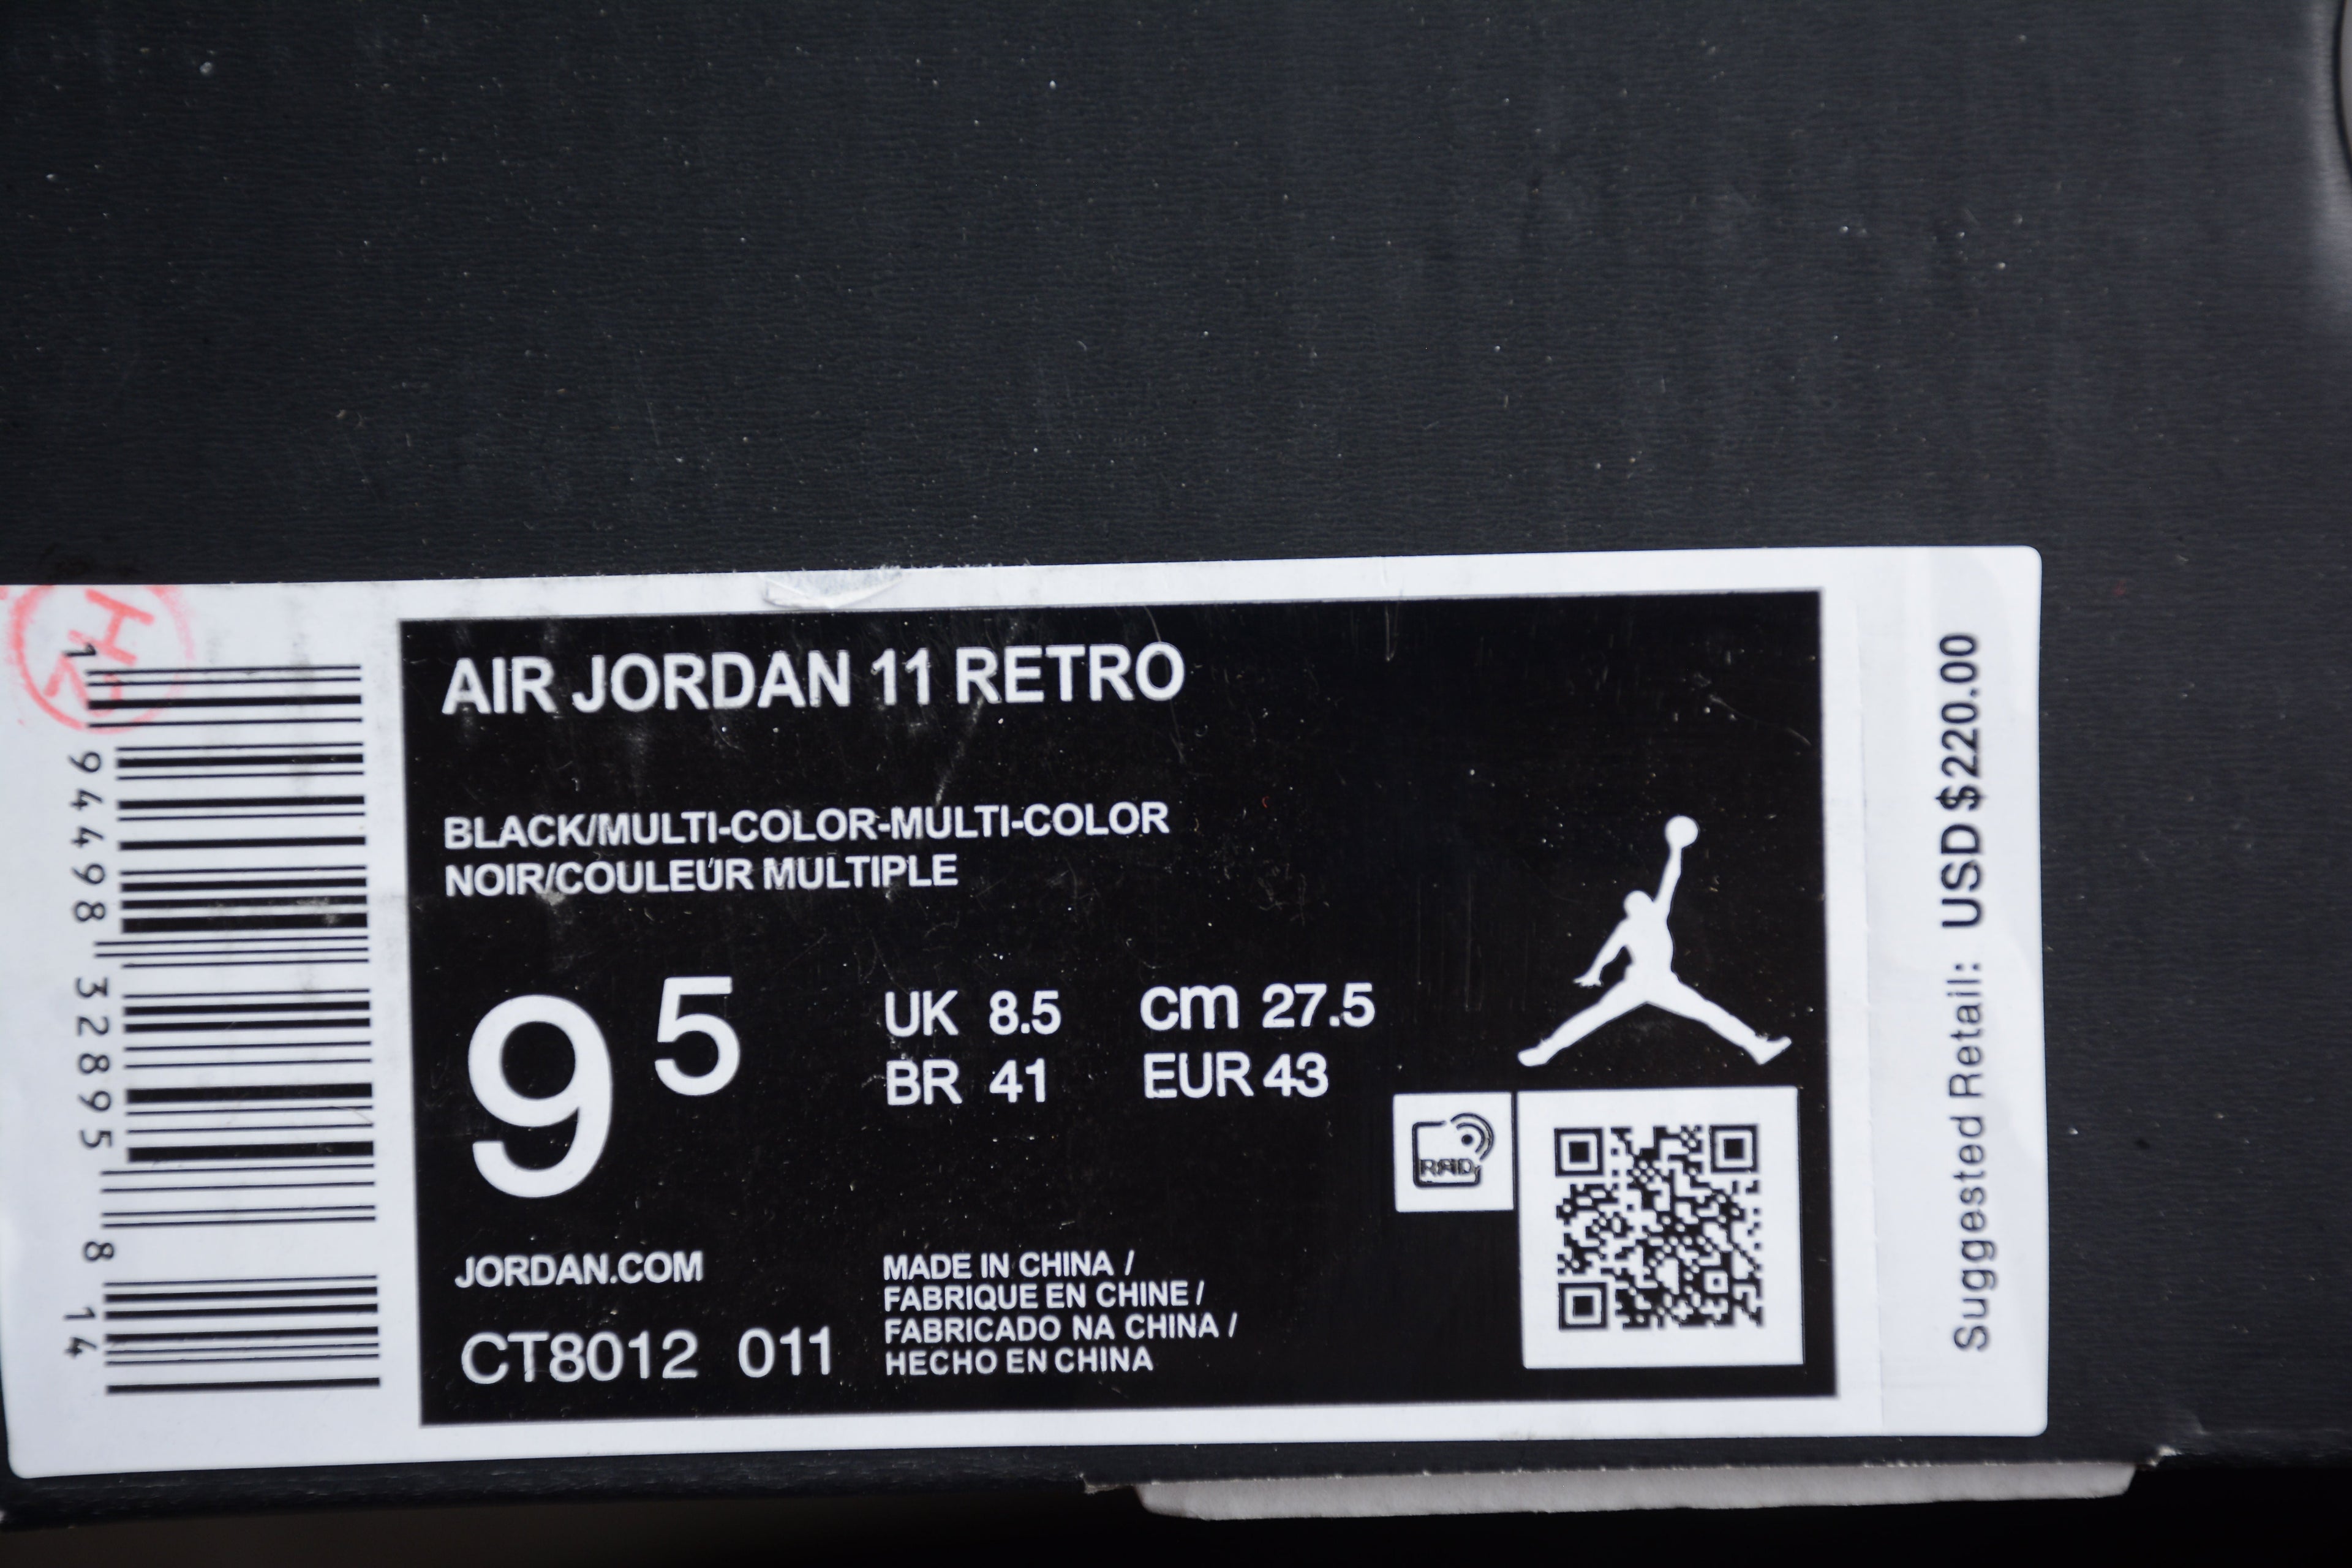 HR
1 94498 32895 8 14
AIR JORDAN 11 RETRO
BLACK/MULTI-COLOR-MULTI-COLOR
NOIR/COULEUR MULTIPLE
9 5
UK 8.5 cm 27.5
BR 41 EUR 43
RFID
JORDAN.COM
CT8012 011
MADE IN CHINA /
FABRIQUE EN CHINE /
FABRICADO NA CHINA /
HECHO EN CHINA
Suggested Retail: USD $220.00